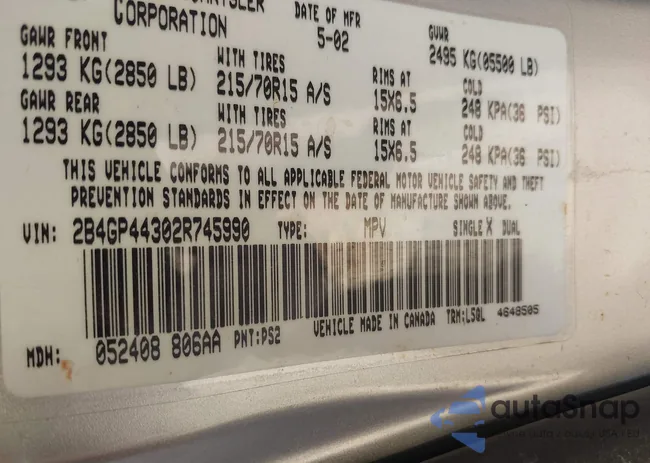 CORPORATION
DATE OF MFR
5-02
GVWR
2495 KG(05500 LB)
GAWR FRONT
1293 KG(2850 LB)
WITH TIRES
215/70R15 A/S
RIMS AT
15X6.5
COLD
248 KPA(36 PSI)
GAWR REAR
1293 KG(2850 LB)
WITH TIRES
215/70R15 A/S
RIMS AT
15X6.5
COLD
248 KPA(36 PSI)
THIS VEHICLE CONFORMS TO ALL APPLICABLE FEDERAL MOTOR VEHICLE SAFETY AND THEFT
PREVENTION STANDARDS IN EFFECT ON THE DATE OF MANUFACTURE SHOWN ABOVE.
VIN: 2B4GP44302R745990 TYPE: MPV SINGLE X DUAL
VEHICLE MADE IN CANADA TRM:L5QL 4648505
MDH: 052408 806AA PNT:PS2
autoSnap